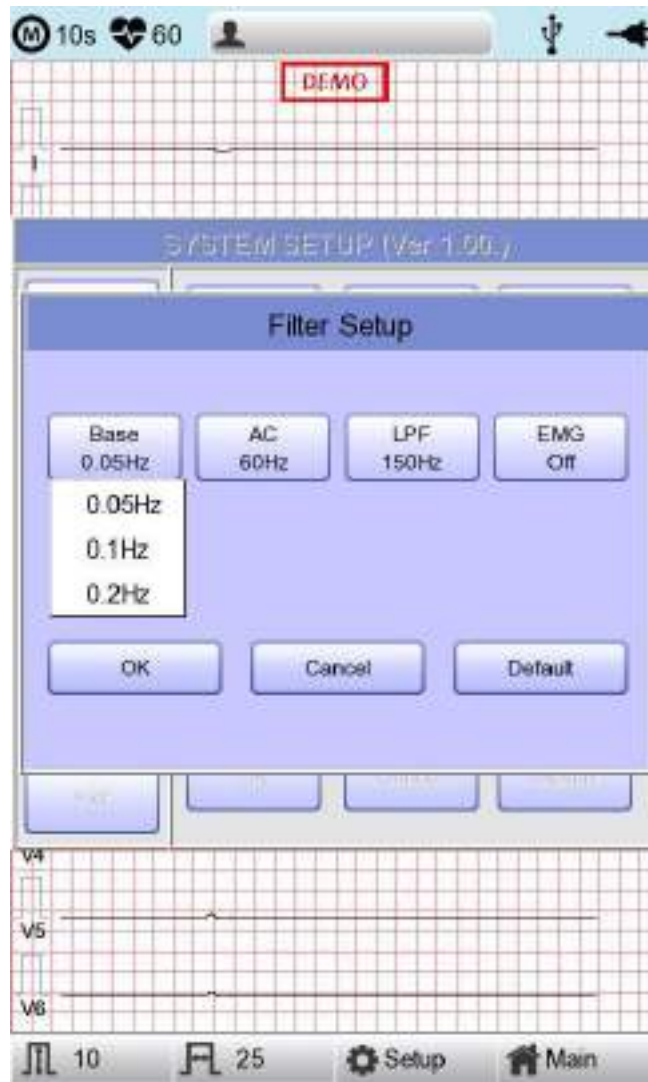 M 10s 60
DEMO
I
SYSTEM SETUP (Ver 1.00.)
Filter Setup
Base AC LPF EMG
0.05Hz 60Hz 150Hz Off
0.05Hz
0.1Hz
0.2Hz
OK Cancel Default
V4
V5
V6
10 25 Setup Main